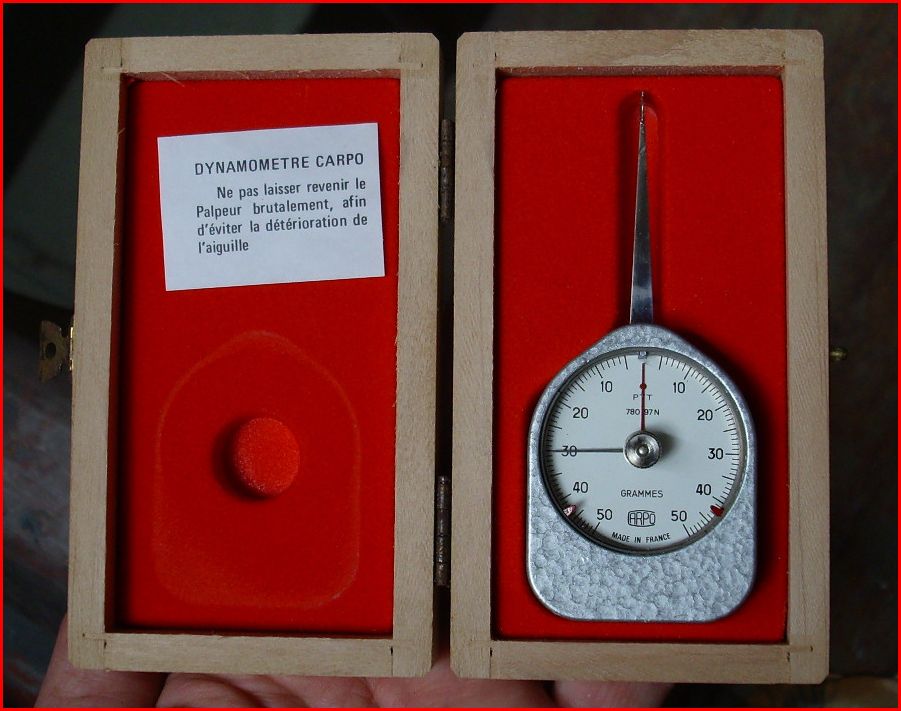 DYNAMOMETRE CARPO
Ne pas laisser revenir le
Palpeur brutalement, afin
d'éviter la détérioration de
l'aiguille
10 10
PTT
20 780 97N 20
30 30
40 40
GRAMMES
50 CARPO 50
MADE IN FRANCE